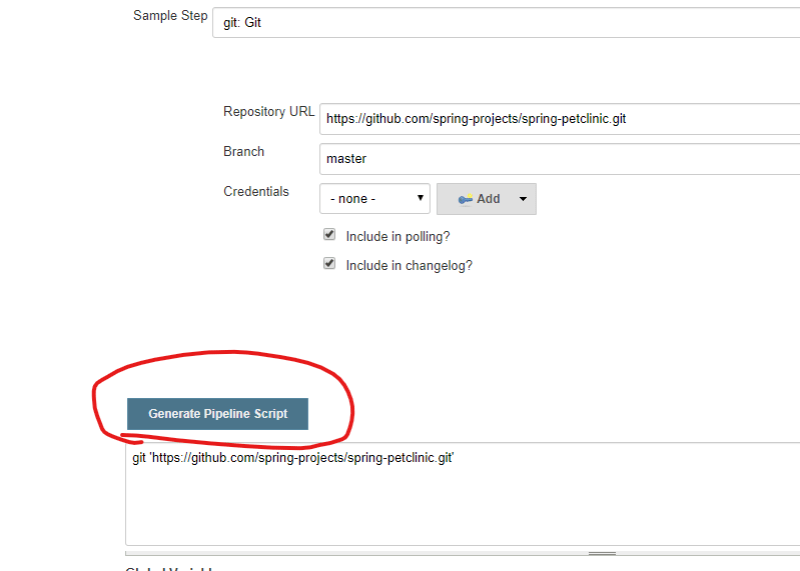 Sample Step
git: Git
Repository URL
https://github.com/spring-projects/spring-petclinic.git
Branch
master
Credentials
- none -
Add
Include in polling?
Include in changelog?
Generate Pipeline Script
git 'https://github.com/spring-projects/spring-petclinic.git'